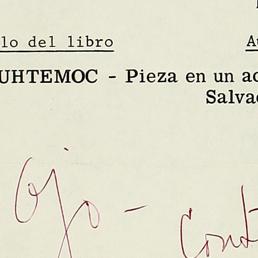 lo del libro
UHTEMOC - Pieza en un ac
Salvad
Ojo -